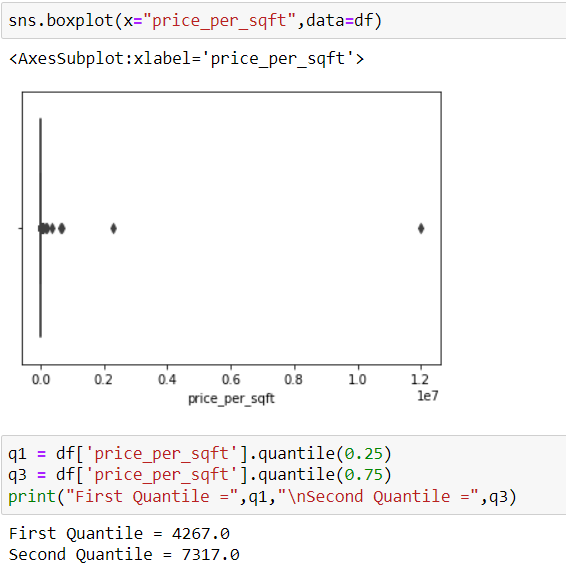 sns.boxplot(x="price_per_sqft",data=df)
<AxesSubplot:xlabel='price_per_sqft'>
0.0 0.2 0.4 0.6 0.8 1.0 1.2
1e7
price_per_sqft
q1 = df['price_per_sqft'].quantile(0.25)
q3 = df['price_per_sqft'].quantile(0.75)
print("First Quantile =",q1,"\nSecond Quantile =",q3)
First Quantile = 4267.0
Second Quantile = 7317.0